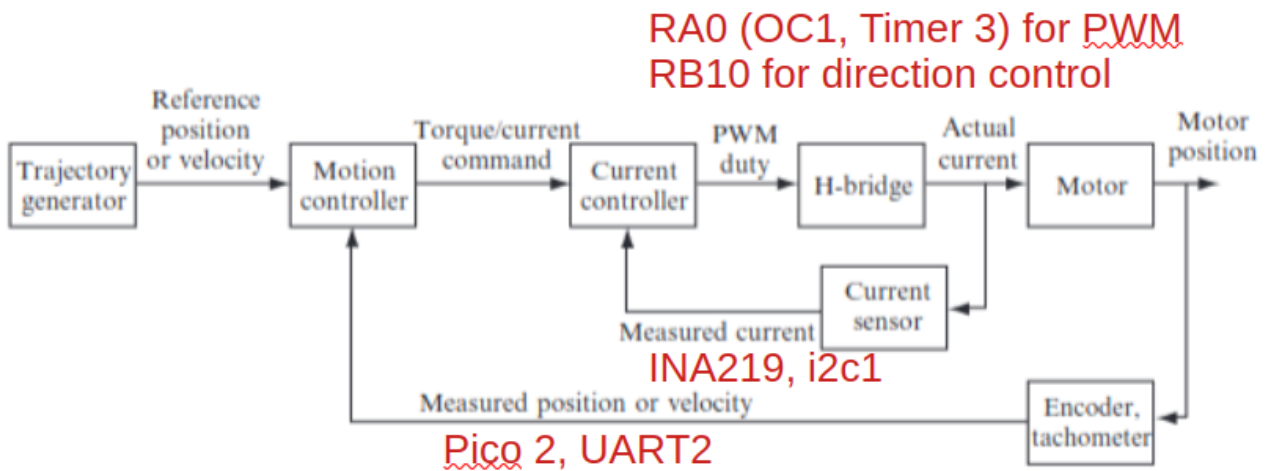 RA0 (OC1, Timer 3) for PWM
RB10 for direction control
Reference
position
or velocity
Trajectory
generator
Motion
controller
Torque/current
command
Current
controller
PWM
duty
H-bridge
Actual
current
Motor
Motor
position
Current
sensor
Measured current
INA219, i2c1
Measured position or velocity
Encoder,
tachometer
Pico 2, UART2